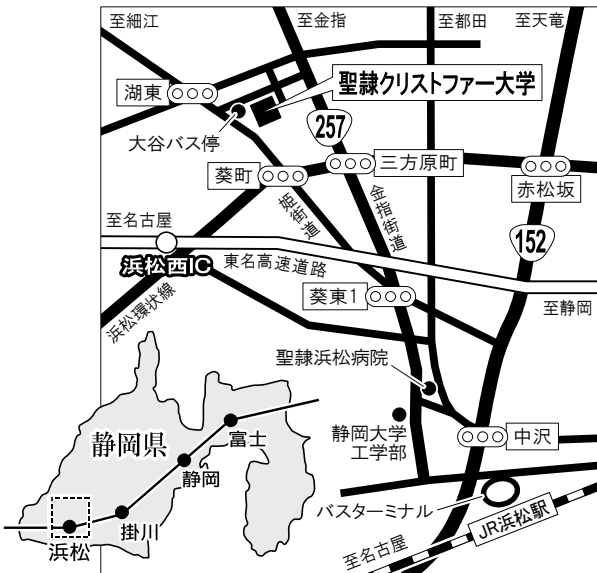 至細江
至金指
至都田
至天竜
湖東
聖隷クリストファー大学
大谷バス停
257
葵町
三方原町
赤松坂
姫街道
金指街道
至名古屋
152
浜松西IC
東名高速道路
葵東1
至静岡
浜松環状線
聖隷浜松病院
静岡県
富士
静岡大学
工学部
中沢
静岡
掛川
浜松
バスターミナル
JR浜松駅
至名古屋